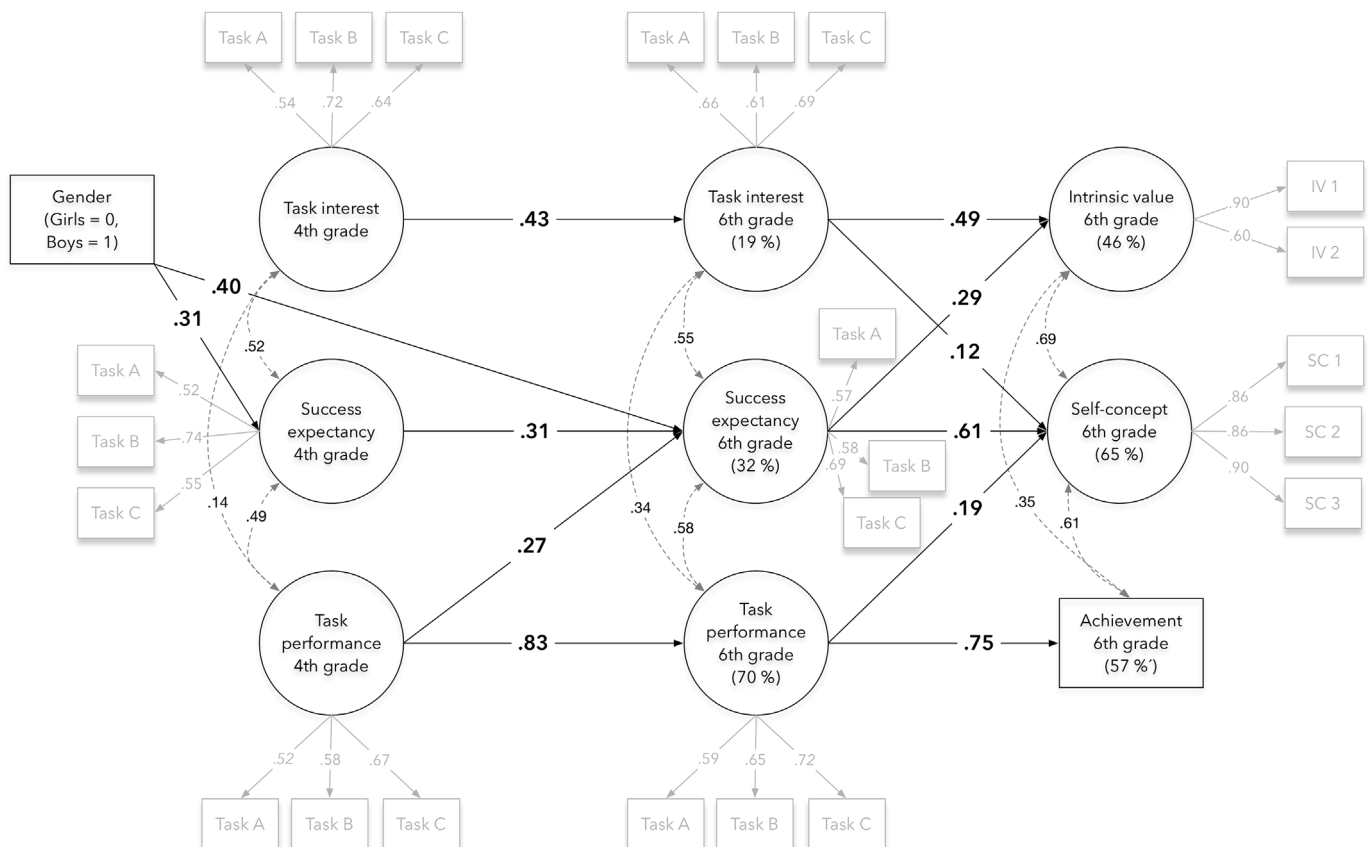 Task A
Task B
Task C
Task A
Task B
Task C
.54
.72
.64
.66
.61
.69
Gender
(Girls = 0,
Boys = 1)
Task interest
4th grade
.43
Task interest
6th grade
(19 %)
.49
Intrinsic value
6th grade
(46 %)
.90
.60
IV 1
IV 2
.40
.31
.29
.12
.52
.55
.69
Task A
.57
Task A
Task B
Task C
.52
.74
.55
Success
expectancy
4th grade
.31
Success
expectancy
6th grade
(32 %)
.61
.58
.69
Task B
Task C
Self-concept
6th grade
(65 %)
.86
.86
.90
SC 1
SC 2
SC 3
.14
.49
.34
.58
.19
.35
.61
.27
Task
performance
4th grade
.83
Task
performance
6th grade
(70 %)
.75
Achievement
6th grade
(57 %´)
.52
.58
.67
.59
.65
.72
Task A
Task B
Task C
Task A
Task B
Task C